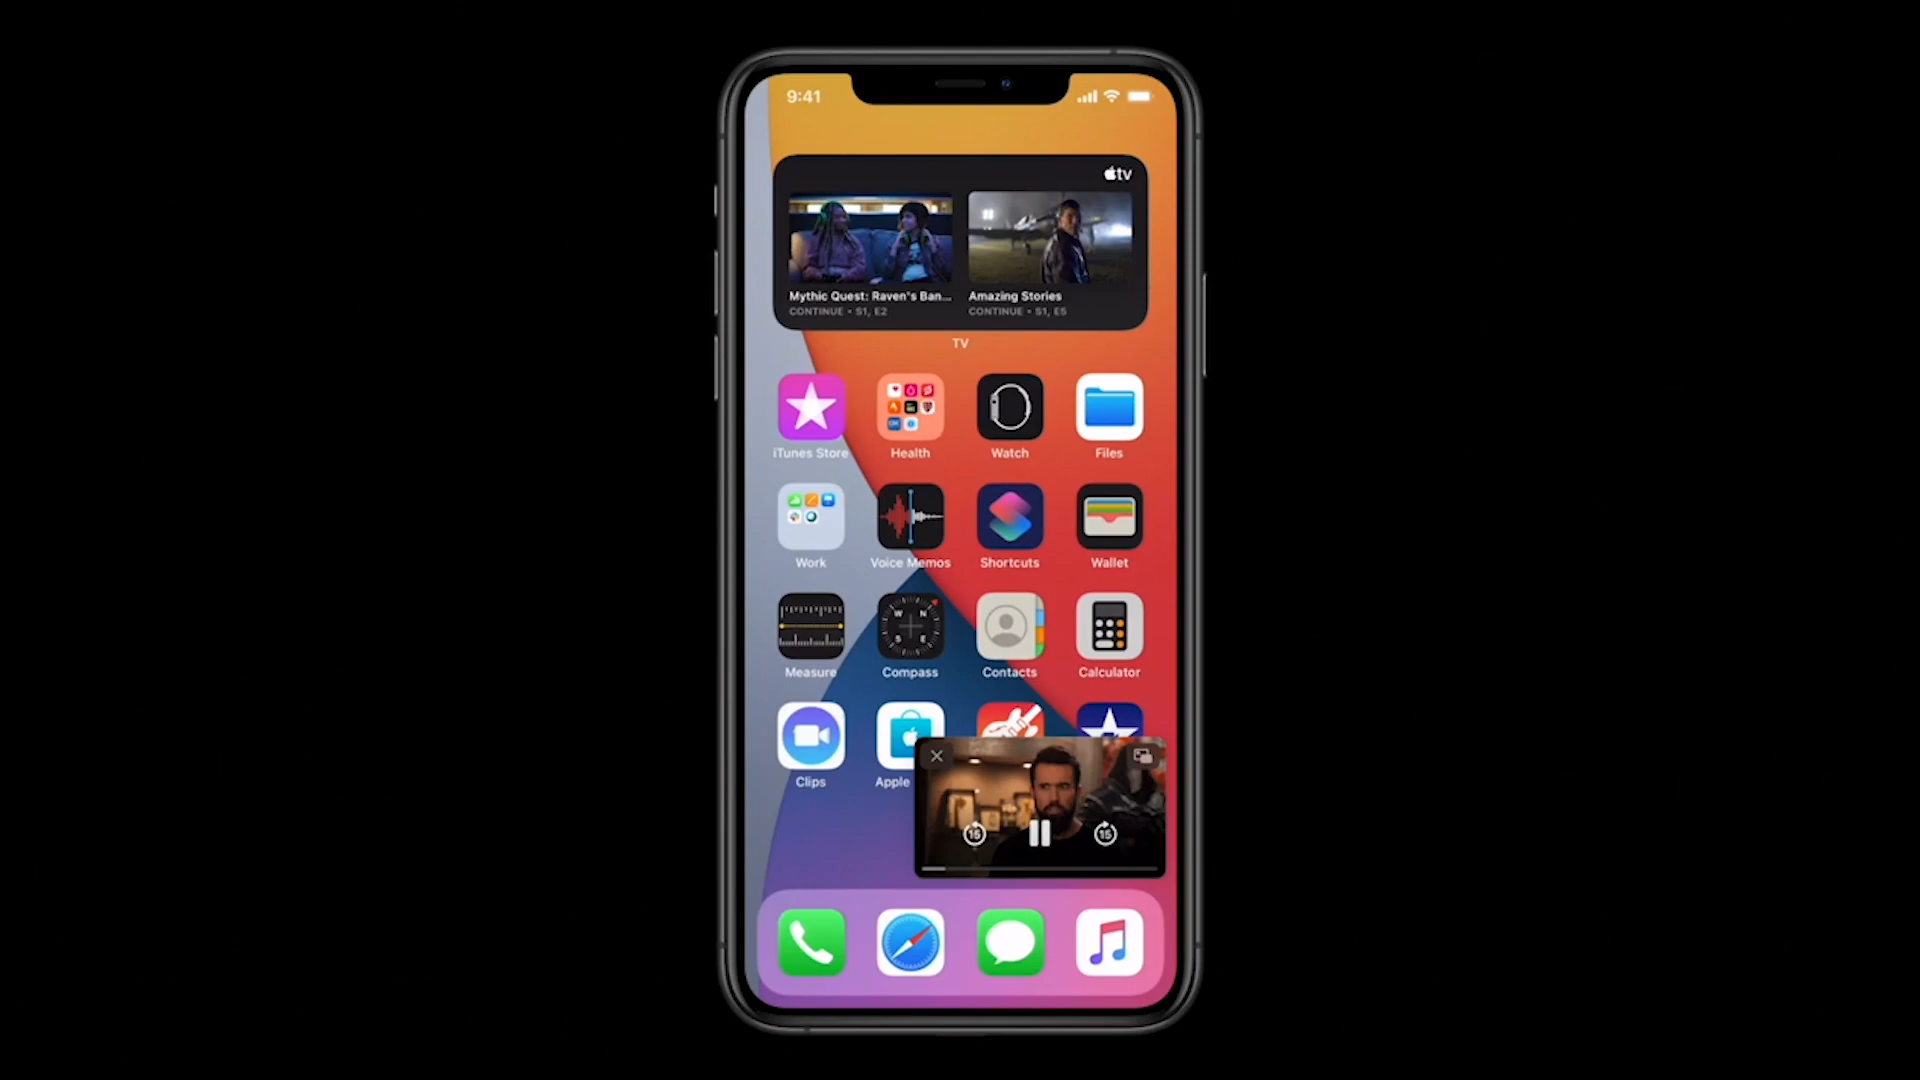 9:41
tv
Mythic Quest: Raven's Ban... Amazing Stories
CONTINUE • S1, E2 CONTINUE • S1, E5
TV
iTunes Store Health Watch Files
Work Voice Memos Shortcuts Wallet
W N
S E
Measure Compass Contacts Calculator
Clips Apple
15 15